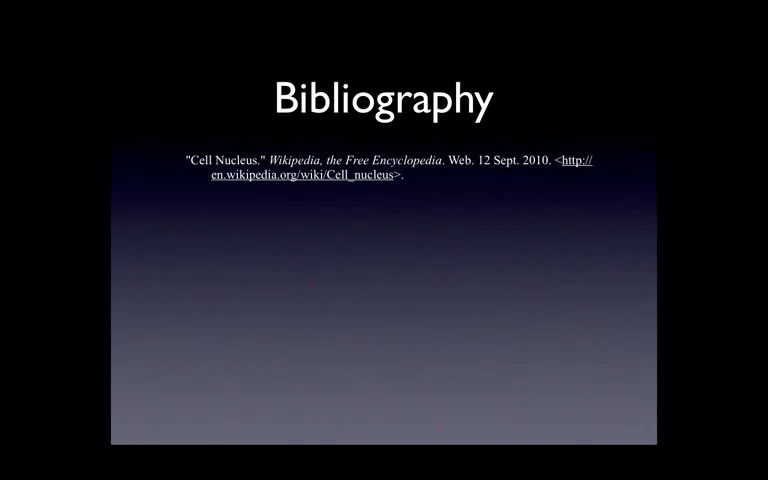 Bibliography
"Cell Nucleus." Wikipedia, the Free Encyclopedia. Web. 12 Sept. 2010. <http://
en.wikipedia.org/wiki/Cell_nucleus>.